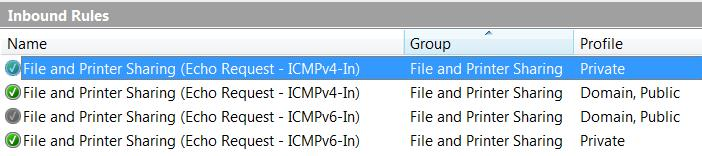 Inbound Rules
Name Group Profile
File and Printer Sharing (Echo Request - ICMPv4-In) File and Printer Sharing Private
File and Printer Sharing (Echo Request - ICMPv4-In) File and Printer Sharing Domain, Public
File and Printer Sharing (Echo Request - ICMPv6-In) File and Printer Sharing Domain, Public
File and Printer Sharing (Echo Request - ICMPv6-In) File and Printer Sharing Private